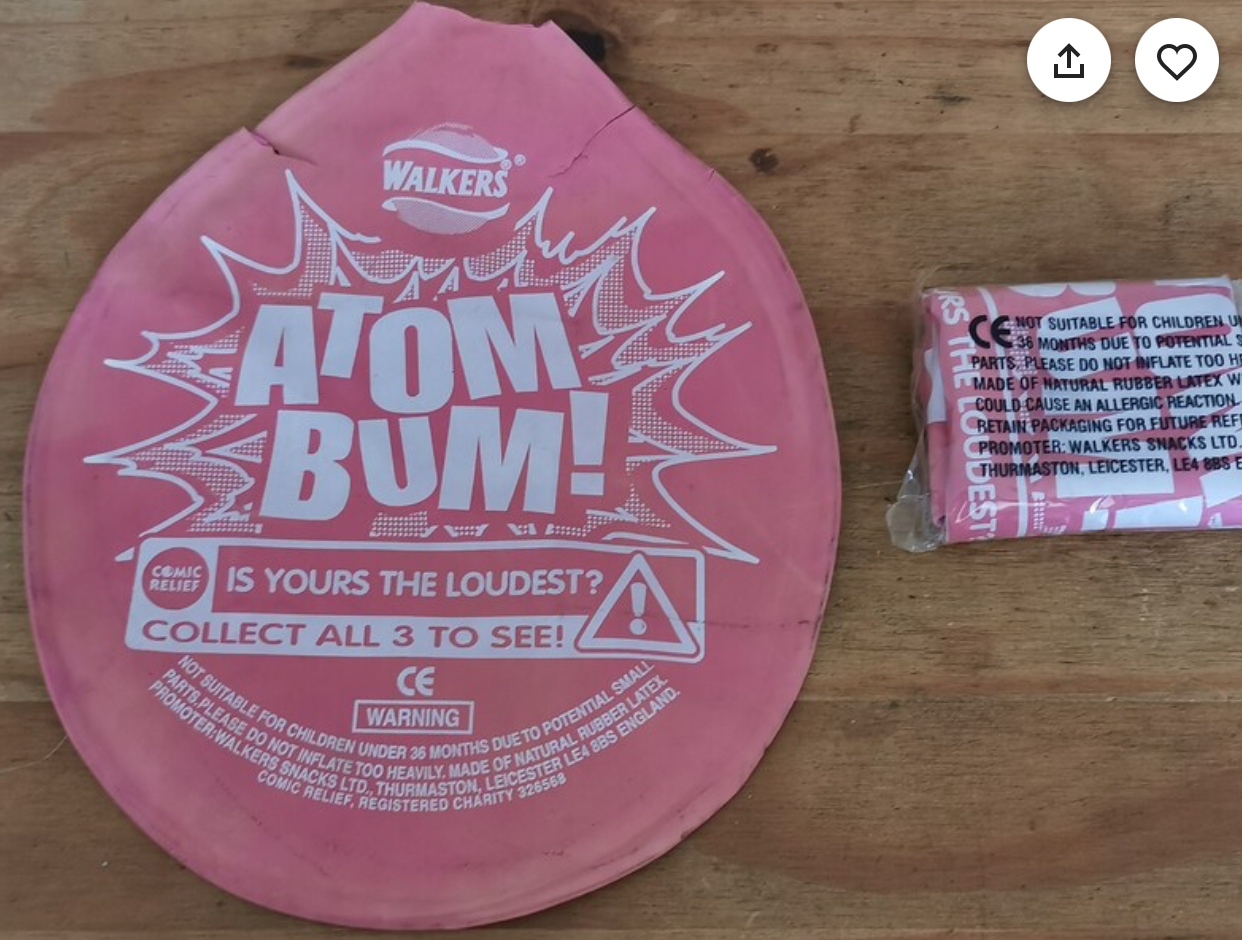 WALKERS®
ATOM
BUM!
COMIC
RELIEF
IS YOURS THE LOUDEST?
COLLECT ALL 3 TO SEE!
CE
WARNING
NOT SUITABLE FOR CHILDREN UNDER 36 MONTHS DUE TO POTENTIAL SMALL
PARTS. PLEASE DO NOT INFLATE TOO HEAVILY. MADE OF NATURAL RUBBER LATEX.
PROMOTER: WALKERS SNACKS LTD., THURMASTON, LEICESTER LE4 8BS ENGLAND.
COMIC RELIEF, REGISTERED CHARITY 326568
THE LOUDEST?
CE NOT SUITABLE FOR CHILDREN
36 MONTHS DUE TO POTENTIAL
PARTS. PLEASE DO NOT INFLATE TOO
MADE OF NATURAL RUBBER LATEX
COULD CAUSE AN ALLERGIC REACTION.
RETAIN PACKAGING FOR FUTURE
PROMOTER: WALKERS SNACKS LTD.
THURMASTON, LEICESTER, LE4 8BS